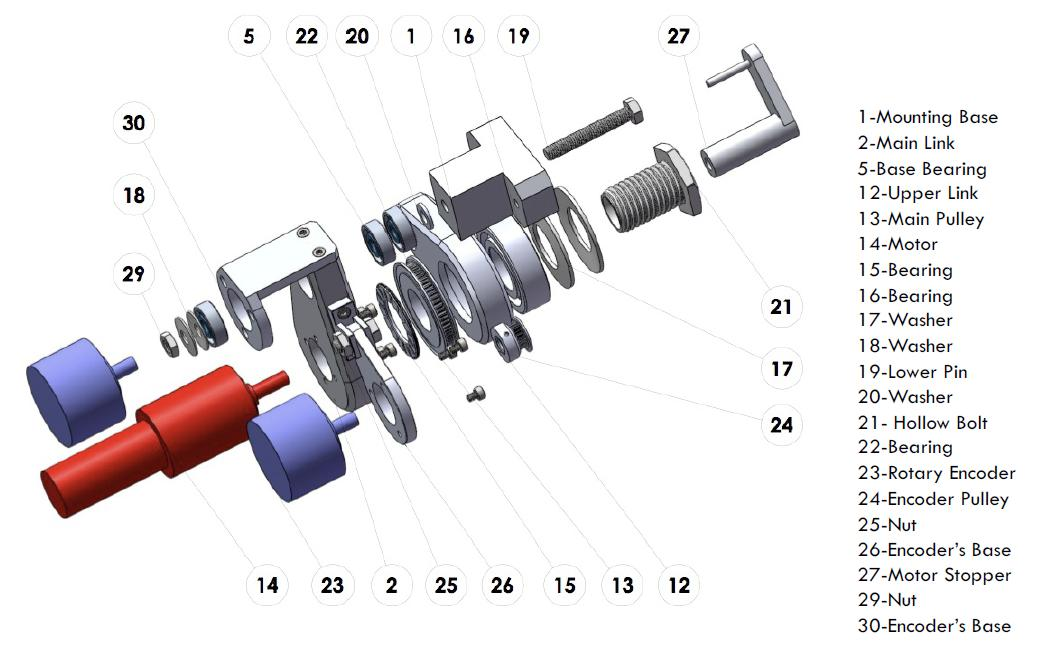 5 22 20 1 16 19 27
30
18
29
21
17
24
14 23 2 25 26 15 13 12
1-Mounting Base
2-Main Link
5-Base Bearing
12-Upper Link
13-Main Pulley
14-Motor
15-Bearing
16-Bearing
17-Washer
18-Washer
19-Lower Pin
20-Washer
21- Hollow Bolt
22-Bearing
23-Rotary Encoder
24-Encoder Pulley
25-Nut
26-Encoder's Base
27-Motor Stopper
29-Nut
30-Encoder's Base